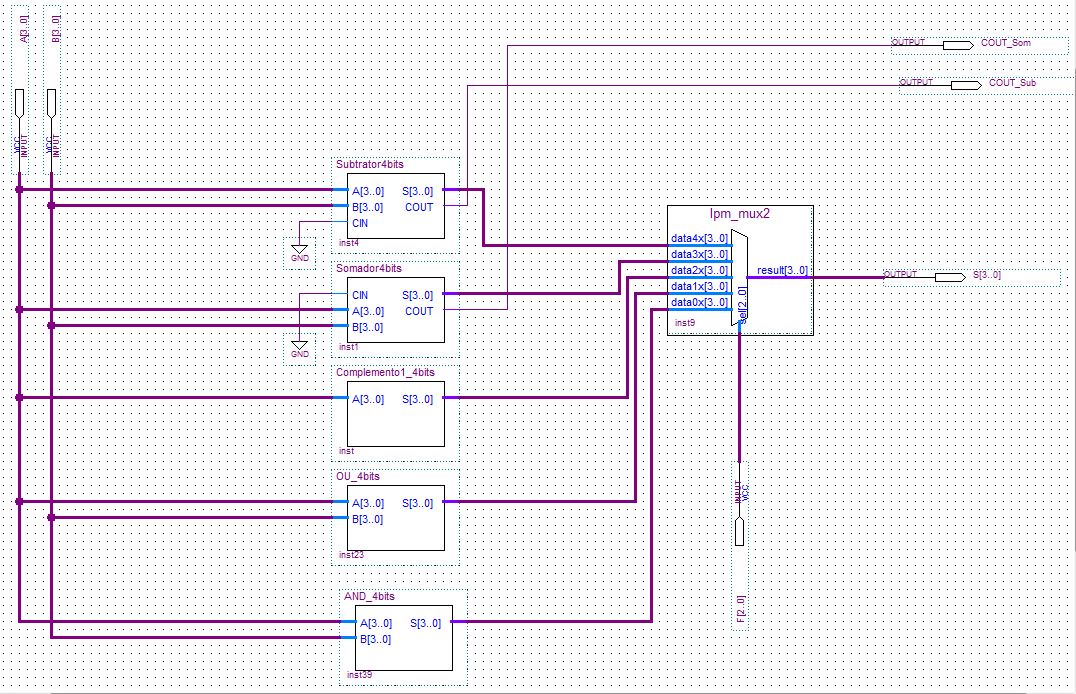 A[3..0]
B[3..0]
VCC
INPUT
VCC
INPUT
OUTPUT
COUT_Som
OUTPUT
COUT_Sub
Subtrator4bits
A[3..0] S[3..0]
B[3..0] COUT
CIN
inst4
GND
Somador4bits
CIN S[3..0]
A[3..0] COUT
B[3..0]
inst1
GND
Complemento1_4bits
A[3..0] S[3..0]
inst
OU_4bits
A[3..0] S[3..0]
B[3..0]
inst23
AND_4bits
A[3..0] S[3..0]
B[3..0]
inst39
lpm_mux2
data4x[3..0]
data3x[3..0]
data2x[3..0]
data1x[3..0]
data0x[3..0]
result[3..0]
sel[2..0]
inst9
OUTPUT
S[3..0]
INPUT
VCC
F[2..0]